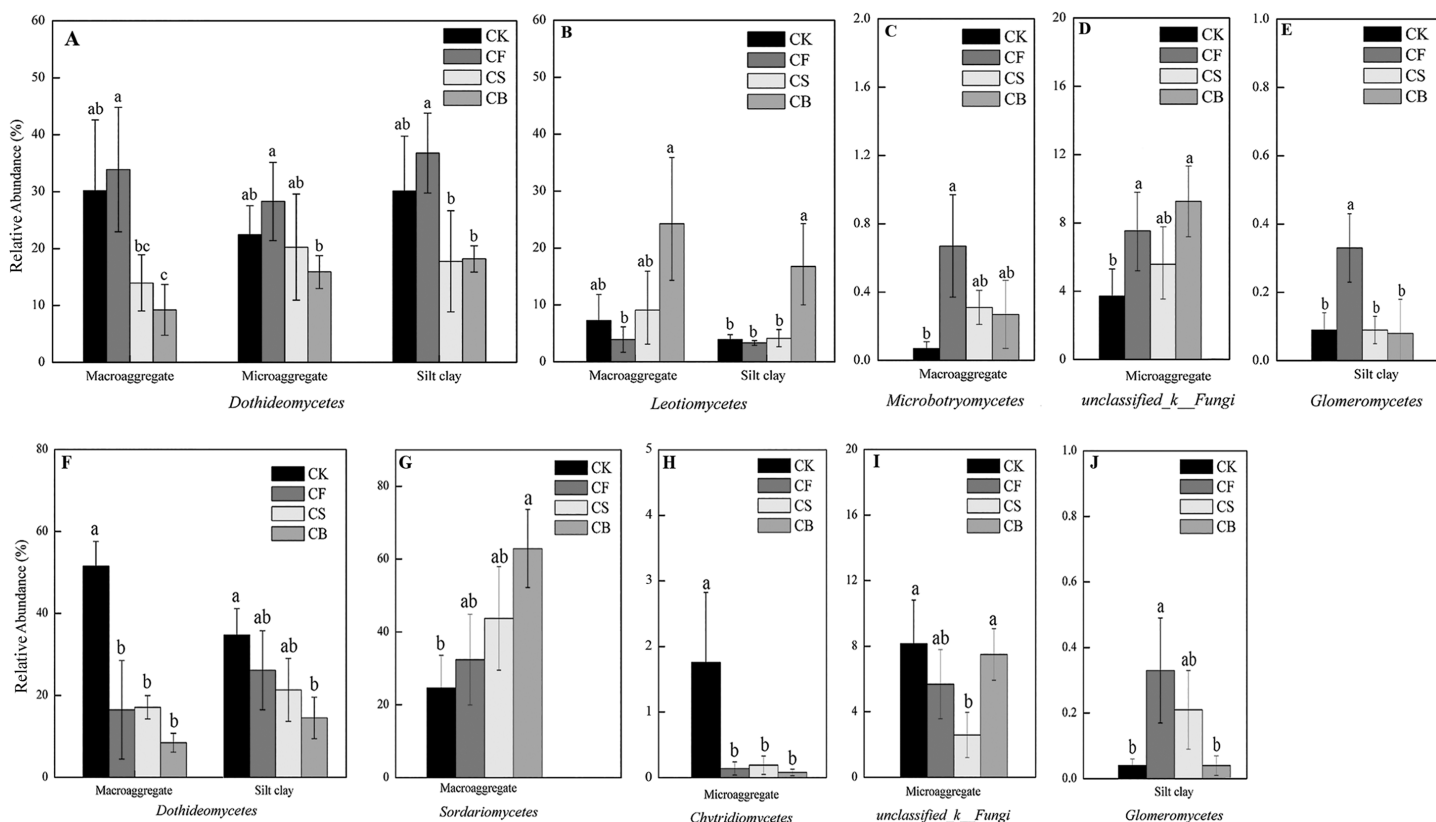 A
Relative Abundance (%)
60
50
40
30
20
10
0
CK
CF
CS
CB
ab
a
bc
c
ab
a
ab
b
ab
a
b
b
Macroaggregate
Microaggregate
Silt clay
Dothideomycetes
B
60
50
40
30
20
10
0
CK
CF
CS
CB
ab
b
ab
a
b
b
b
a
Macroaggregate
Silt clay
Leotiomycetes
C
2.0
1.6
1.2
0.8
0.4
0.0
CK
CF
CS
CB
b
a
ab
ab
Macroaggregate
Microbotryomycetes
D
20
16
12
8
4
0
CK
CF
CS
CB
b
a
ab
a
Microaggregate
unclassified_k__Fungi
E
1.0
0.8
0.6
0.4
0.2
0.0
CK
CF
CS
CB
b
a
b
b
Silt clay
Glomeromycetes
F
Relative Abundance (%)
80
60
40
20
0
CK
CF
CS
CB
a
b
b
b
a
ab
ab
b
Macroaggregate
Silt clay
Dothideomycetes
G
80
60
40
20
0
CK
CF
CS
CB
b
ab
ab
a
Macroaggregate
Sordariomycetes
H
5
4
3
2
1
0
CK
CF
CS
CB
a
b
b
b
Microaggregate
Chytridiomycetes
I
20
16
12
8
4
0
CK
CF
CS
CB
a
ab
b
a
Microaggregate
unclassified_k__Fungi
J
1.0
0.8
0.6
0.4
0.2
0.0
CK
CF
CS
CB
b
a
ab
b
Silt clay
Glomeromycetes